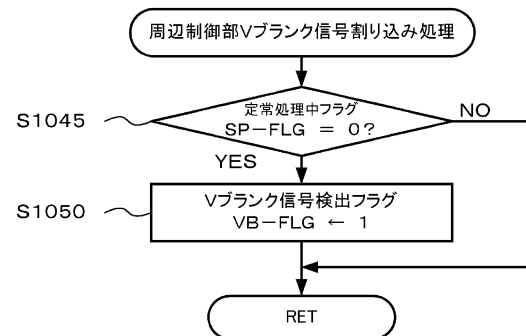 周辺制御部Vブランク信号割り込み処理
S1045
定常処理中フラグ
SP-FLG = 0?
NO
YES
S1050
Vブランク信号検出フラグ
VB-FLG ← 1
RET